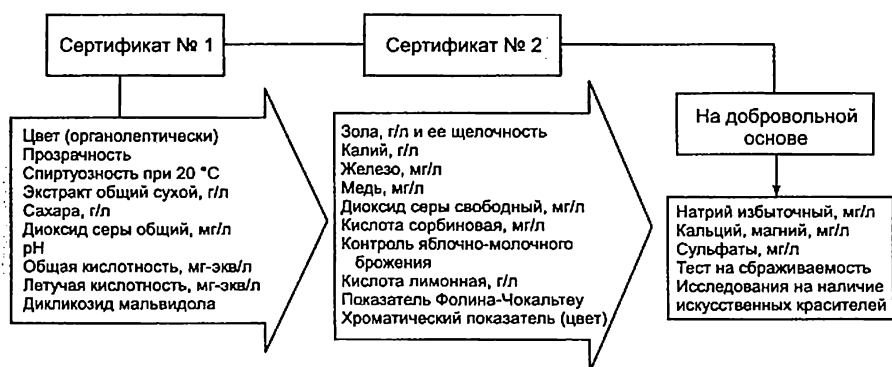 Сертификат № 1
Сертификат № 2
На добровольной
основе
Цвет (органолептически)
Прозрачность
Спиртуозность при 20 °С
Экстракт общий сухой, г/л
Сахара, г/л
Диоксид серы общий, мг/л
рН
Общая кислотность, мг-экв/л
Летучая кислотность, мг-экв/л
Дикликозид мальвидола
Зола, г/л и ее щелочность
Калий, г/л
Железо, мг/л
Медь, мг/л
Диоксид серы свободный, мг/л
Кислота сорбиновая, мг/л
Контроль яблочно-молочного
брожения
Кислота лимонная, г/л
Показатель Фолина-Чокальтеу
Хроматический показатель (цвет)
Натрий избыточный, мг/л
Кальций, магний, мг/л
Сульфаты, мг/л
Тест на сбраживаемость
Исследования на наличие
искусственных красителей